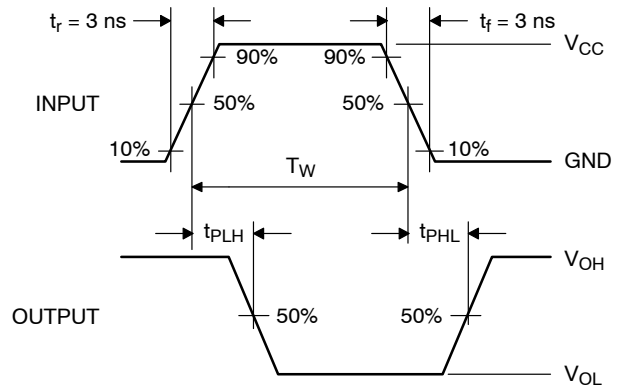 tr = 3 ns
tf = 3 ns
VCC
90%
90%
INPUT
50%
50%
10%
10%
GND
TW
tPLH
tPHL
VOH
OUTPUT
50%
50%
VOL